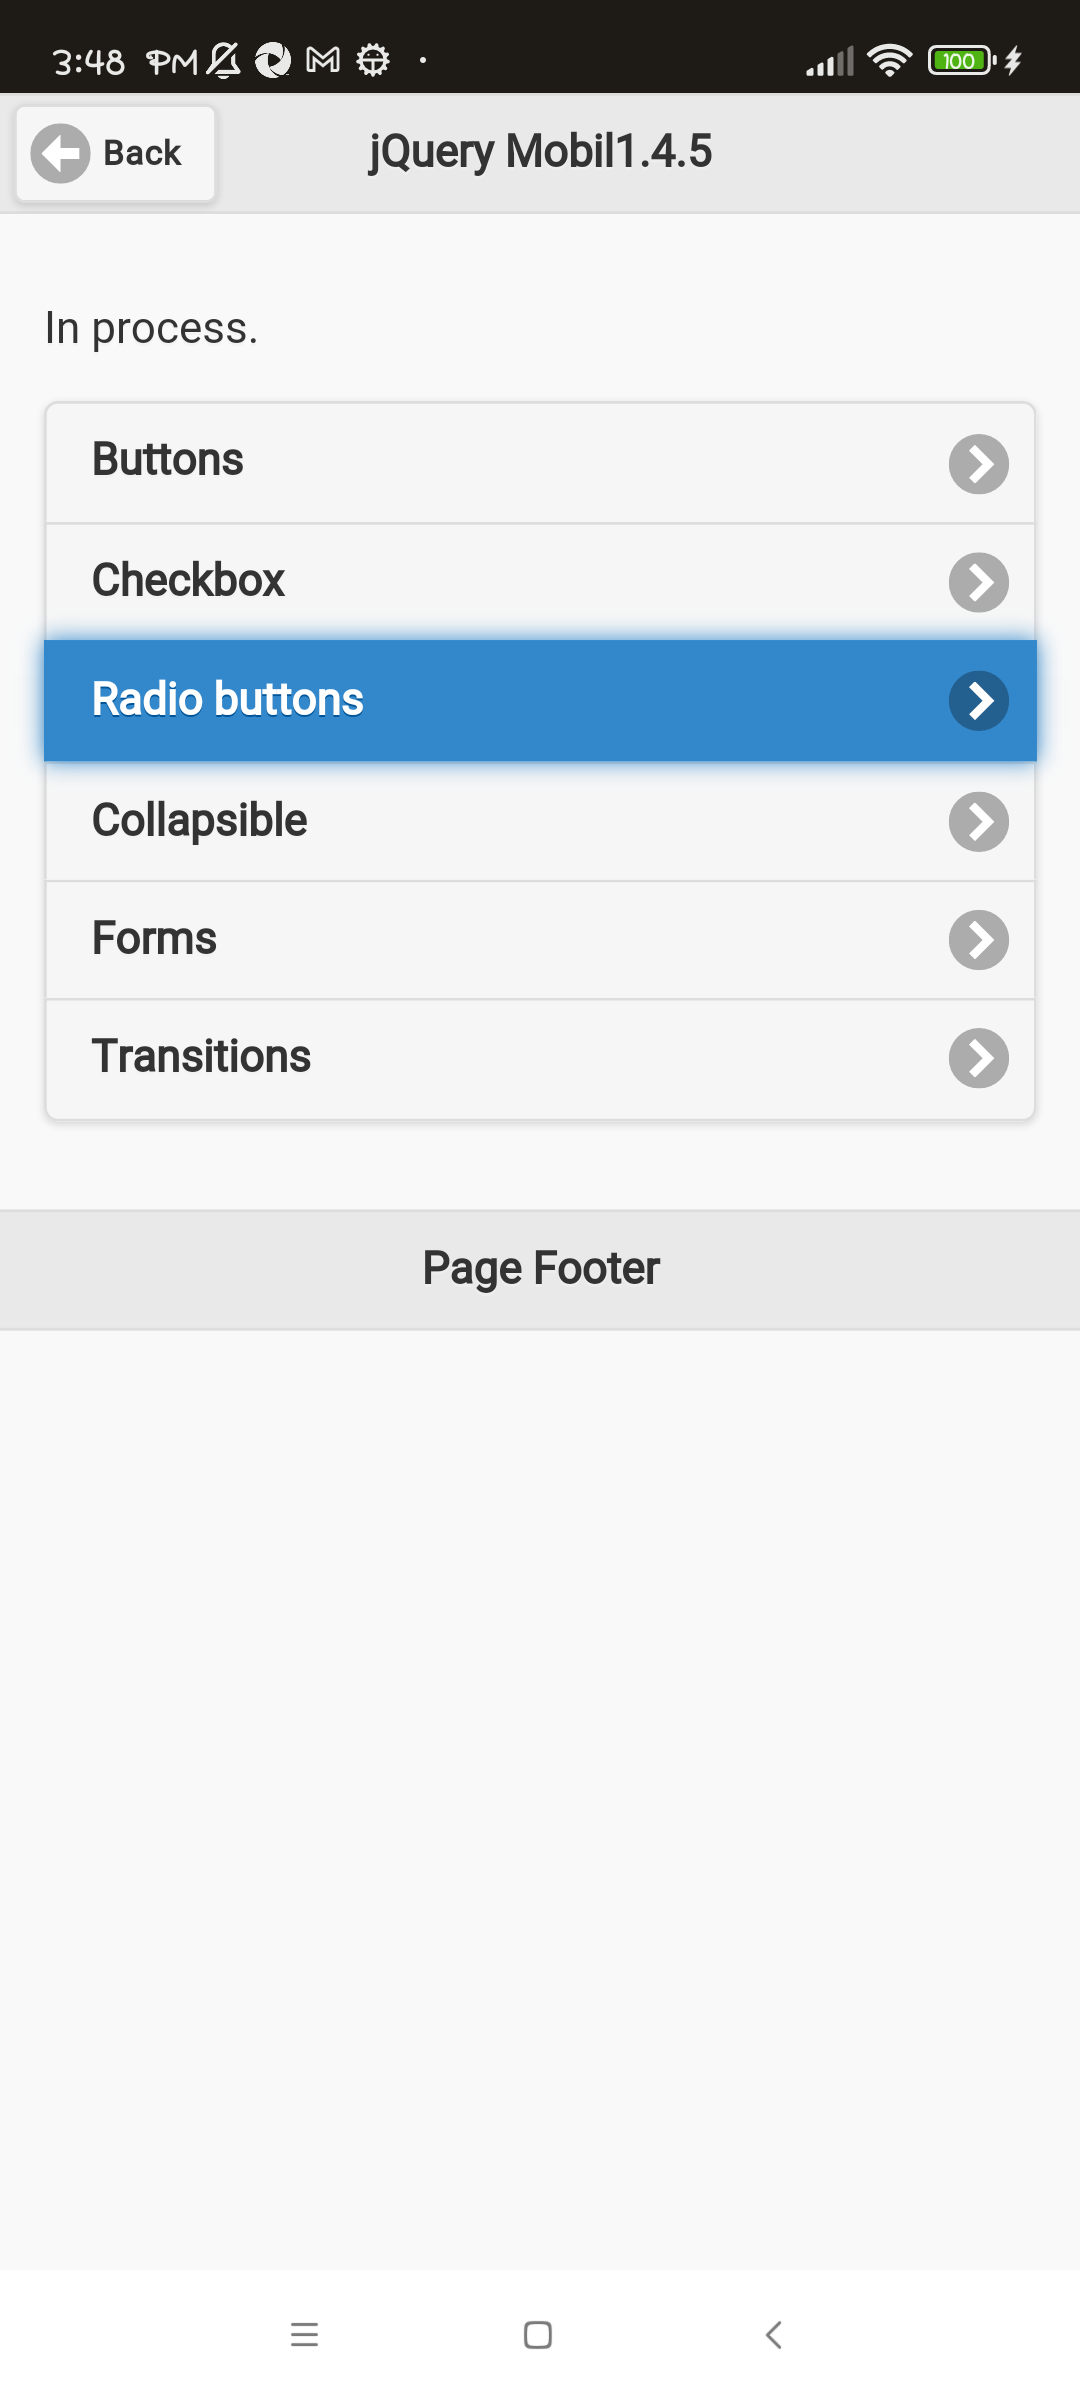 3:48 PM
100
Back
jQuery Mobil1.4.5
In process.
Buttons
Checkbox
Radio buttons
Collapsible
Forms
Transitions
Page Footer